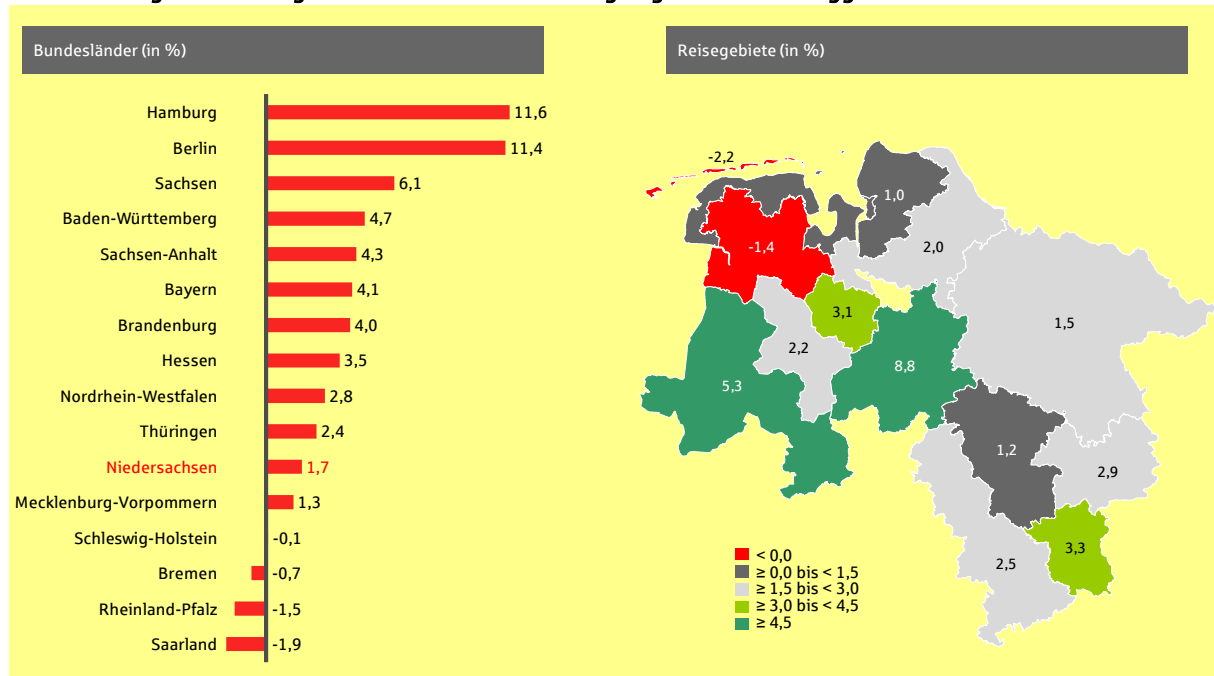 Bundesländer (in %)
Reisegebiete (in %)
Hamburg 11,6
Berlin 11,4
Sachsen 6,1
Baden-Württemberg 4,7
Sachsen-Anhalt 4,3
Bayern 4,1
Brandenburg 4,0
Hessen 3,5
Nordrhein-Westfalen 2,8
Thüringen 2,4
Niedersachsen 1,7
Mecklenburg-Vorpommern 1,3
Schleswig-Holstein -0,1
Bremen -0,7
Rheinland-Pfalz -1,5
Saarland -1,9
-2,2
1,0
-1,4
2,0
3,1
1,5
2,2
8,8
5,3
1,2
2,9
3,3
2,5
< 0,0
≥ 0,0 bis < 1,5
≥ 1,5 bis < 3,0
≥ 3,0 bis < 4,5
≥ 4,5